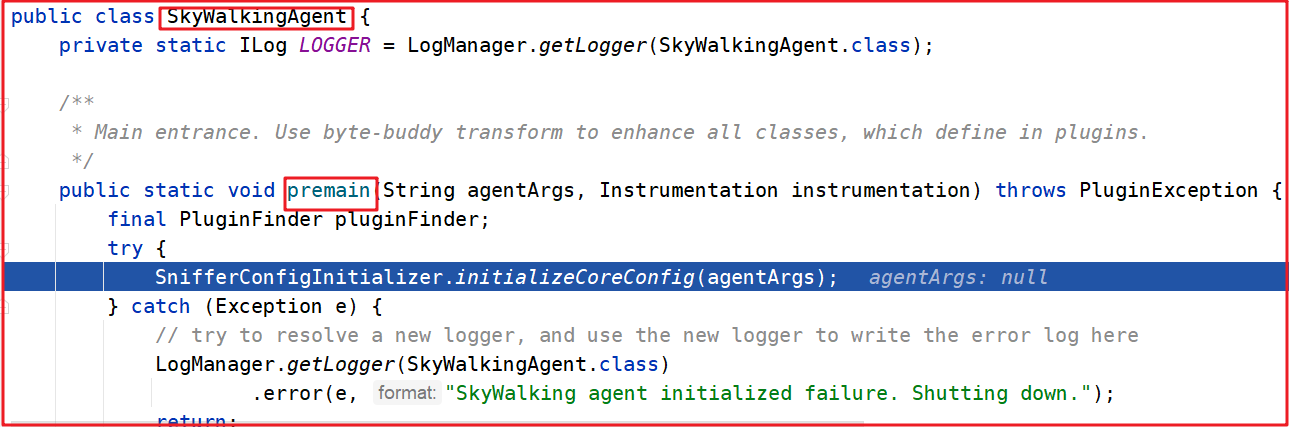 public class SkyWalkingAgent {
private static ILog LOGGER = LogManager.getLogger(SkyWalkingAgent.class);
/**
* Main entrance. Use byte-buddy transform to enhance all classes, which define in plugins.
*/
public static void premain(String agentArgs, Instrumentation instrumentation) throws PluginException {
final PluginFinder pluginFinder;
try {
SnifferConfigInitializer.initializeCoreConfig(agentArgs); agentArgs: null
} catch (Exception e) {
// try to resolve a new logger, and use the new logger to write the error log here
LogManager.getLogger(SkyWalkingAgent.class)
.error(e, format: "SkyWalking agent initialized failure. Shutting down.");
return;